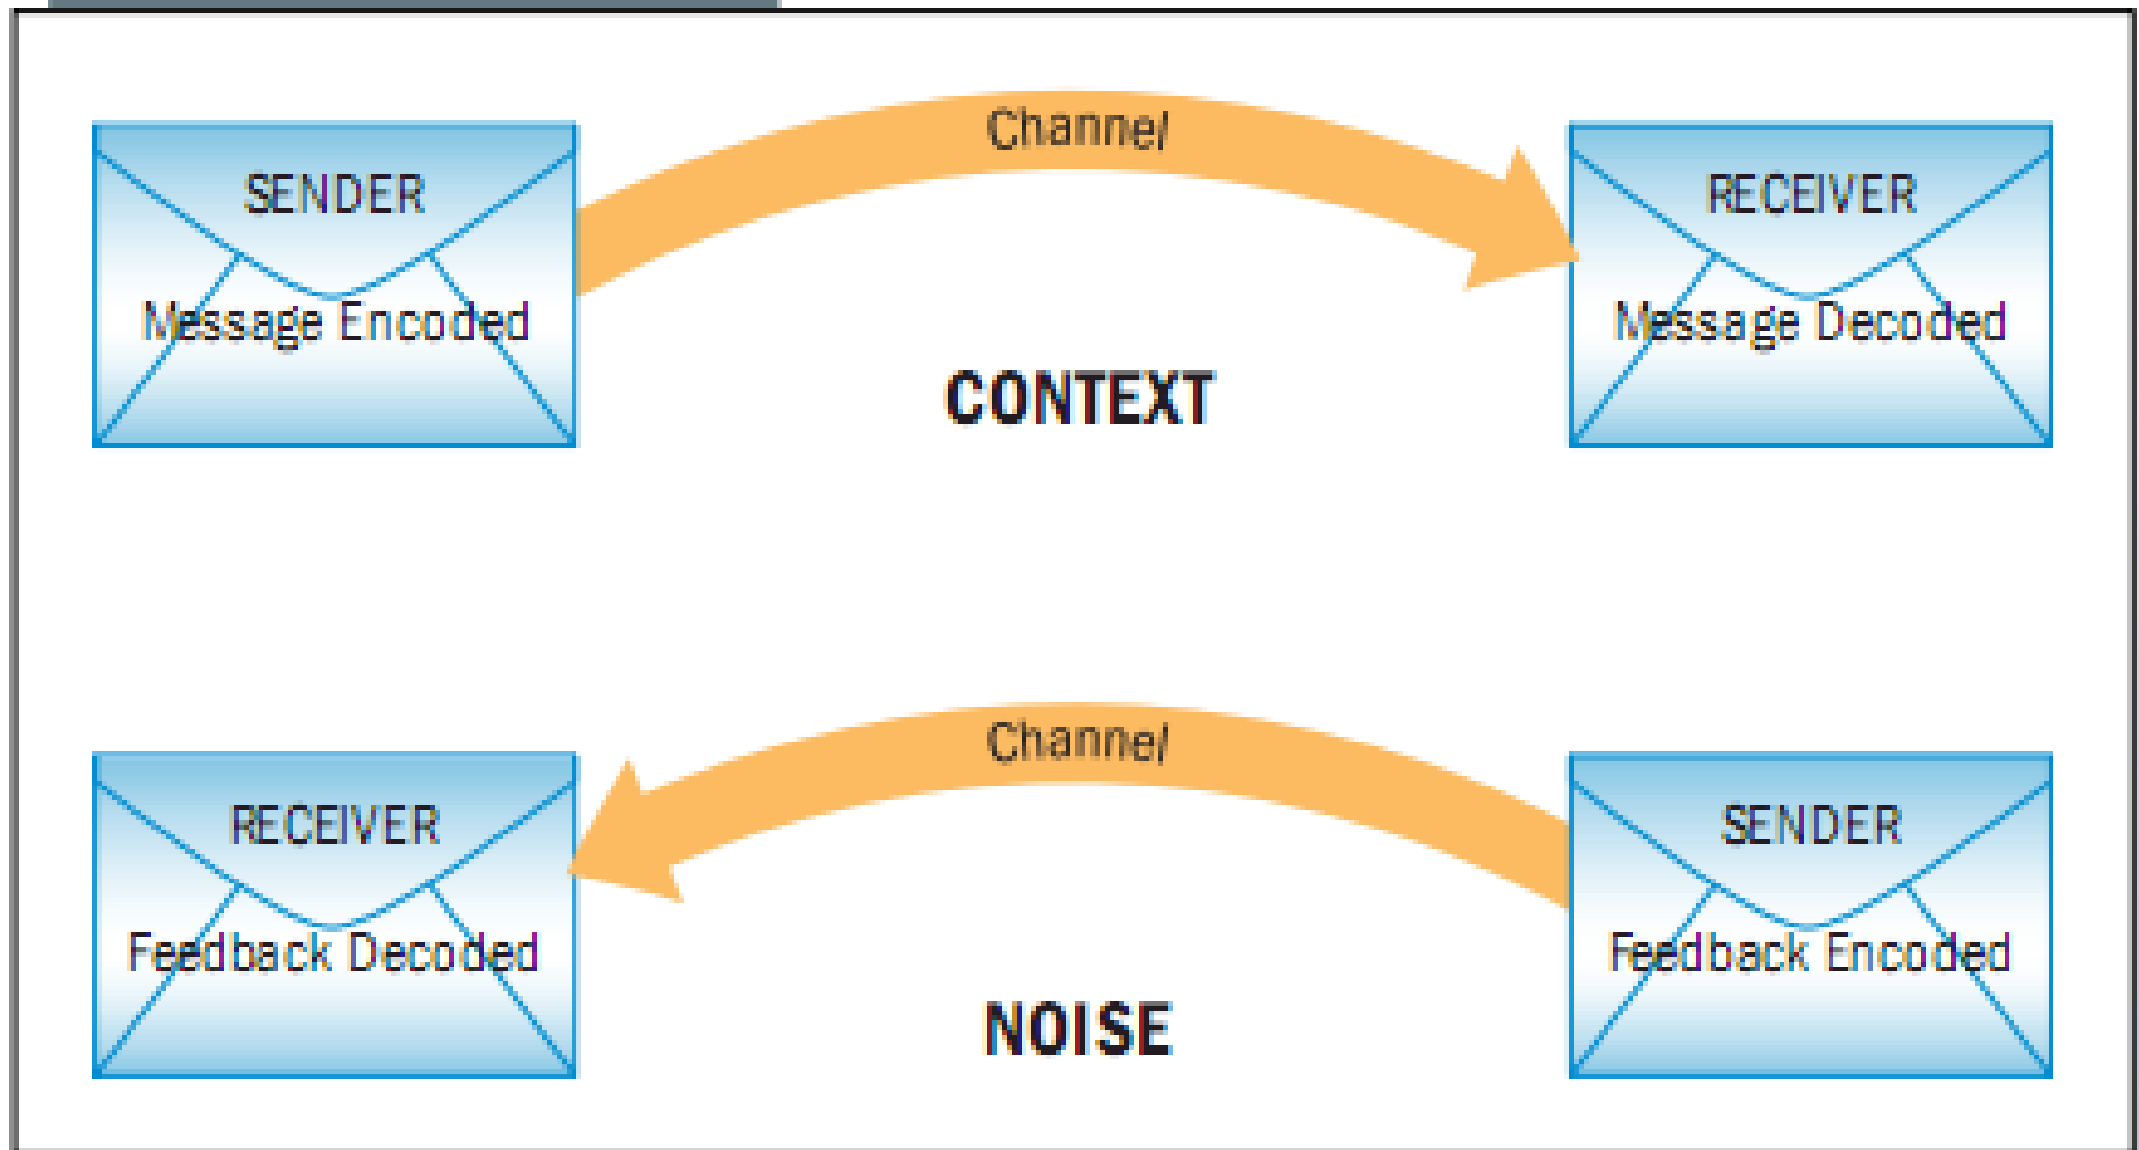 Channel
SENDER
RECEIVER
Message Encoded
Message Decoded
CONTEXT
Channel
RECEIVER
SENDER
Feedback Decoded
Feedback Encoded
NOISE